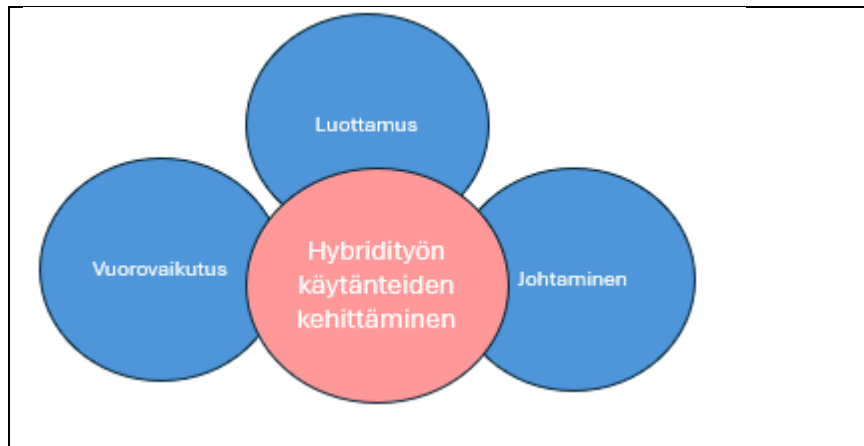 Luottamus
Vuorovaikutus
Hybridityön
käytänteiden
kehittäminen
Johtaminen